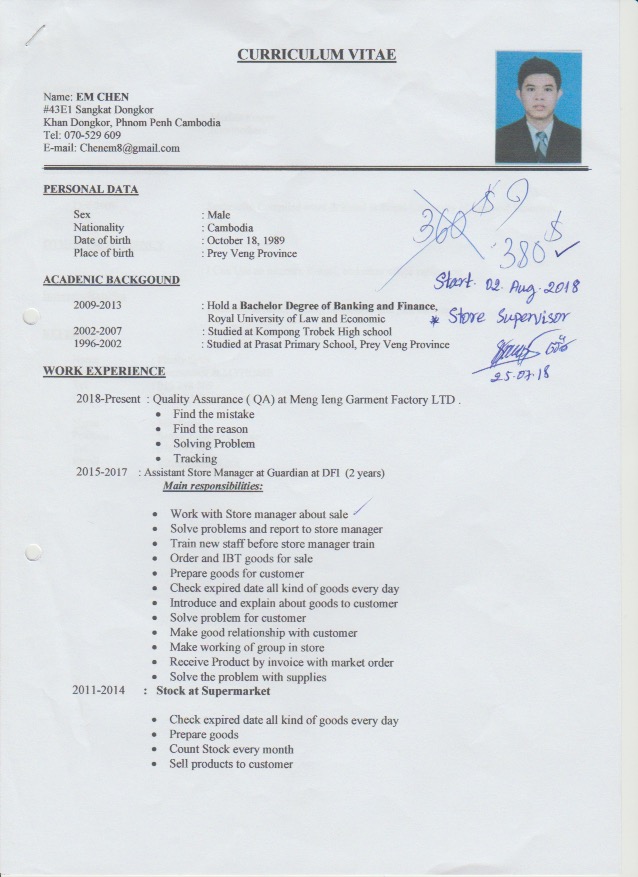 CURRICULUM VITAE
Name: EM CHEN
#43E1 Sangkat Dongkor
Khan Dongkor, Phnom Penh Cambodia
Tel: 070-529 609
E-mail: Chenem8@gmail.com
PERSONAL DATA
Sex : Male
Nationality : Cambodia
Date of birth : October 18, 1989
Place of birth : Prey Veng Province
360 $
380 $
Start 02 Aug 2018
* Store Supervisor
25.07.18
ACADENIC BACKGOUND
2009-2013 : Hold a Bachelor Degree of Banking and Finance,
Royal University of Law and Economic
2002-2007 : Studied at Kompong Trobek High school
1996-2002 : Studied at Prasat Primary School, Prey Veng Province
WORK EXPERIENCE
2018-Present : Quality Assurance ( QA) at Meng Ieng Garment Factory LTD .
• Find the mistake
• Find the reason
• Solving Problem
• Tracking
2015-2017 : Assistant Store Manager at Guardian at DFI (2 years)
Main responsibilities:
• Work with Store manager about sale
• Solve problems and report to store manager
• Train new staff before store manager train
• Order and IBT goods for sale
• Prepare goods for customer
• Check expired date all kind of goods every day
• Introduce and explain about goods to customer
• Solve problem for customer
• Make good relationship with customer
• Make working of group in store
• Receive Product by invoice with market order
• Solve the problem with supplies
2011-2014 : Stock at Supermarket
• Check expired date all kind of goods every day
• Prepare goods
• Count Stock every month
• Sell products to customer